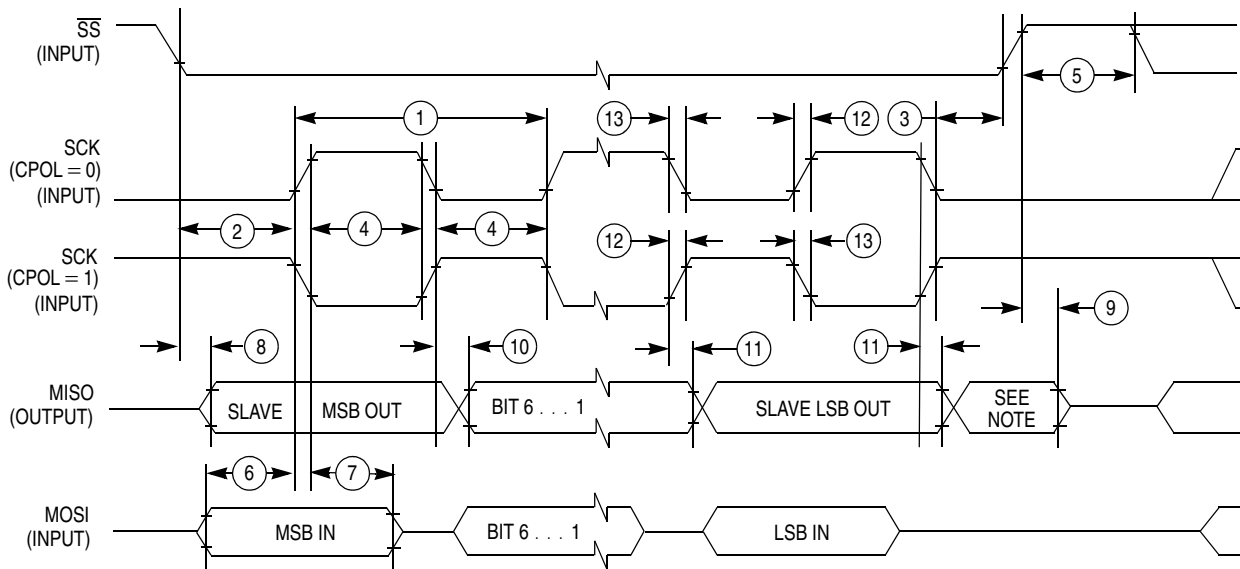 SS
(INPUT)
5
1
13
12
3
SCK
(CPOL = 0)
(INPUT)
2
4
4
12
13
SCK
(CPOL = 1)
(INPUT)
9
8
10
11
11
MISO
(OUTPUT)
SLAVE
MSB OUT
BIT 6 . . . 1
SLAVE LSB OUT
SEE
NOTE
6
7
MOSI
(INPUT)
MSB IN
BIT 6 . . . 1
LSB IN